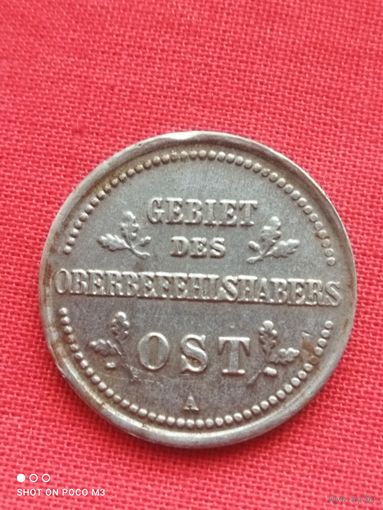 GEBIET
DES
OBERBEFEHLSHABERS
OST
A
SHOT ON POCO M3